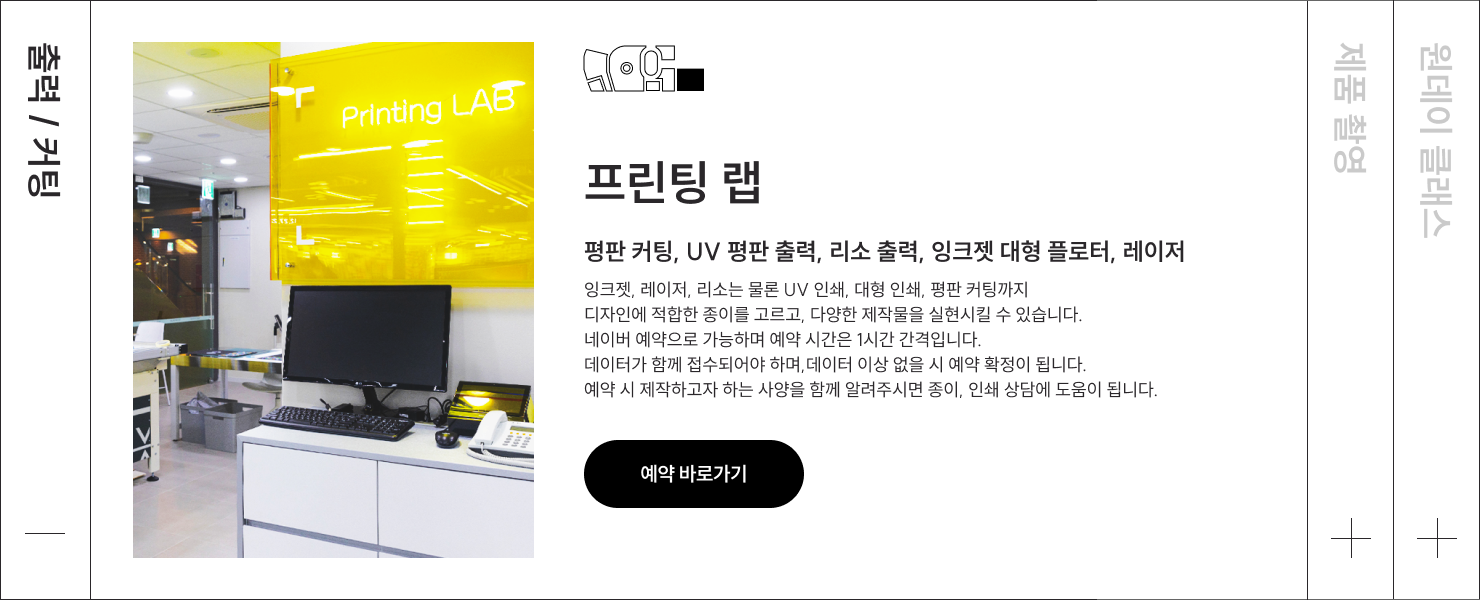 출력 / 커팅
Printing LAB
프린팅 랩
평판 커팅, UV 평판 출력, 리소 출력, 잉크젯 대형 플로터, 레이저
잉크젯, 레이저, 리소는 물론 UV 인쇄, 대형 인쇄, 평판 커팅까지
디자인에 적합한 종이를 고르고, 다양한 제작물을 실현시킬 수 있습니다.
네이버 예약으로 가능하며 예약 시간은 1시간 간격입니다.
데이터가 함께 접수되어야 하며,데이터 이상 없을 시 예약 확정이 됩니다.
예약 시 제작하고자 하는 사양을 함께 알려주시면 종이, 인쇄 상담에 도움이 됩니다.
예약 바로가기
제품 촬영
원데이 클래스